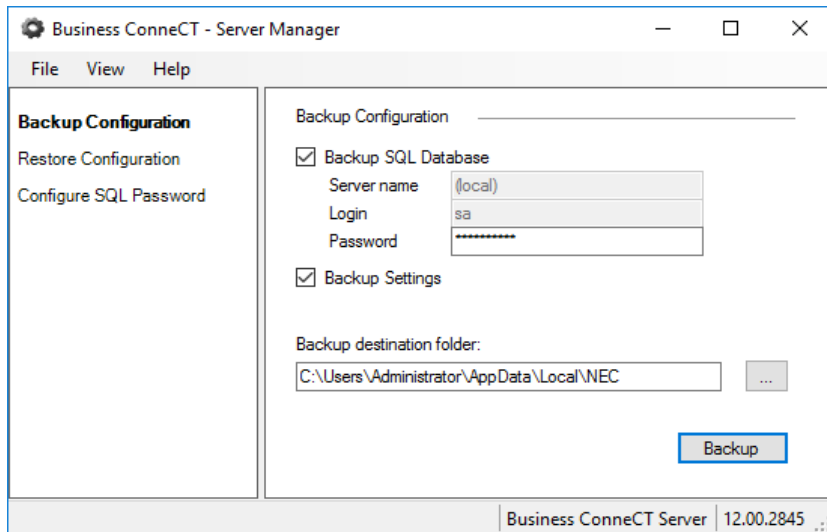 Business ConneCT - Server Manager
File View Help
Backup Configuration
Restore Configuration
Configure SQL Password
Backup Configuration
Backup SQL Database
Server name (local)
Login sa
Password **********
Backup Settings
Backup destination folder:
C:\Users\Administrator\AppData\Local\NEC ...
Backup
Business ConneCT Server 12.00.2845